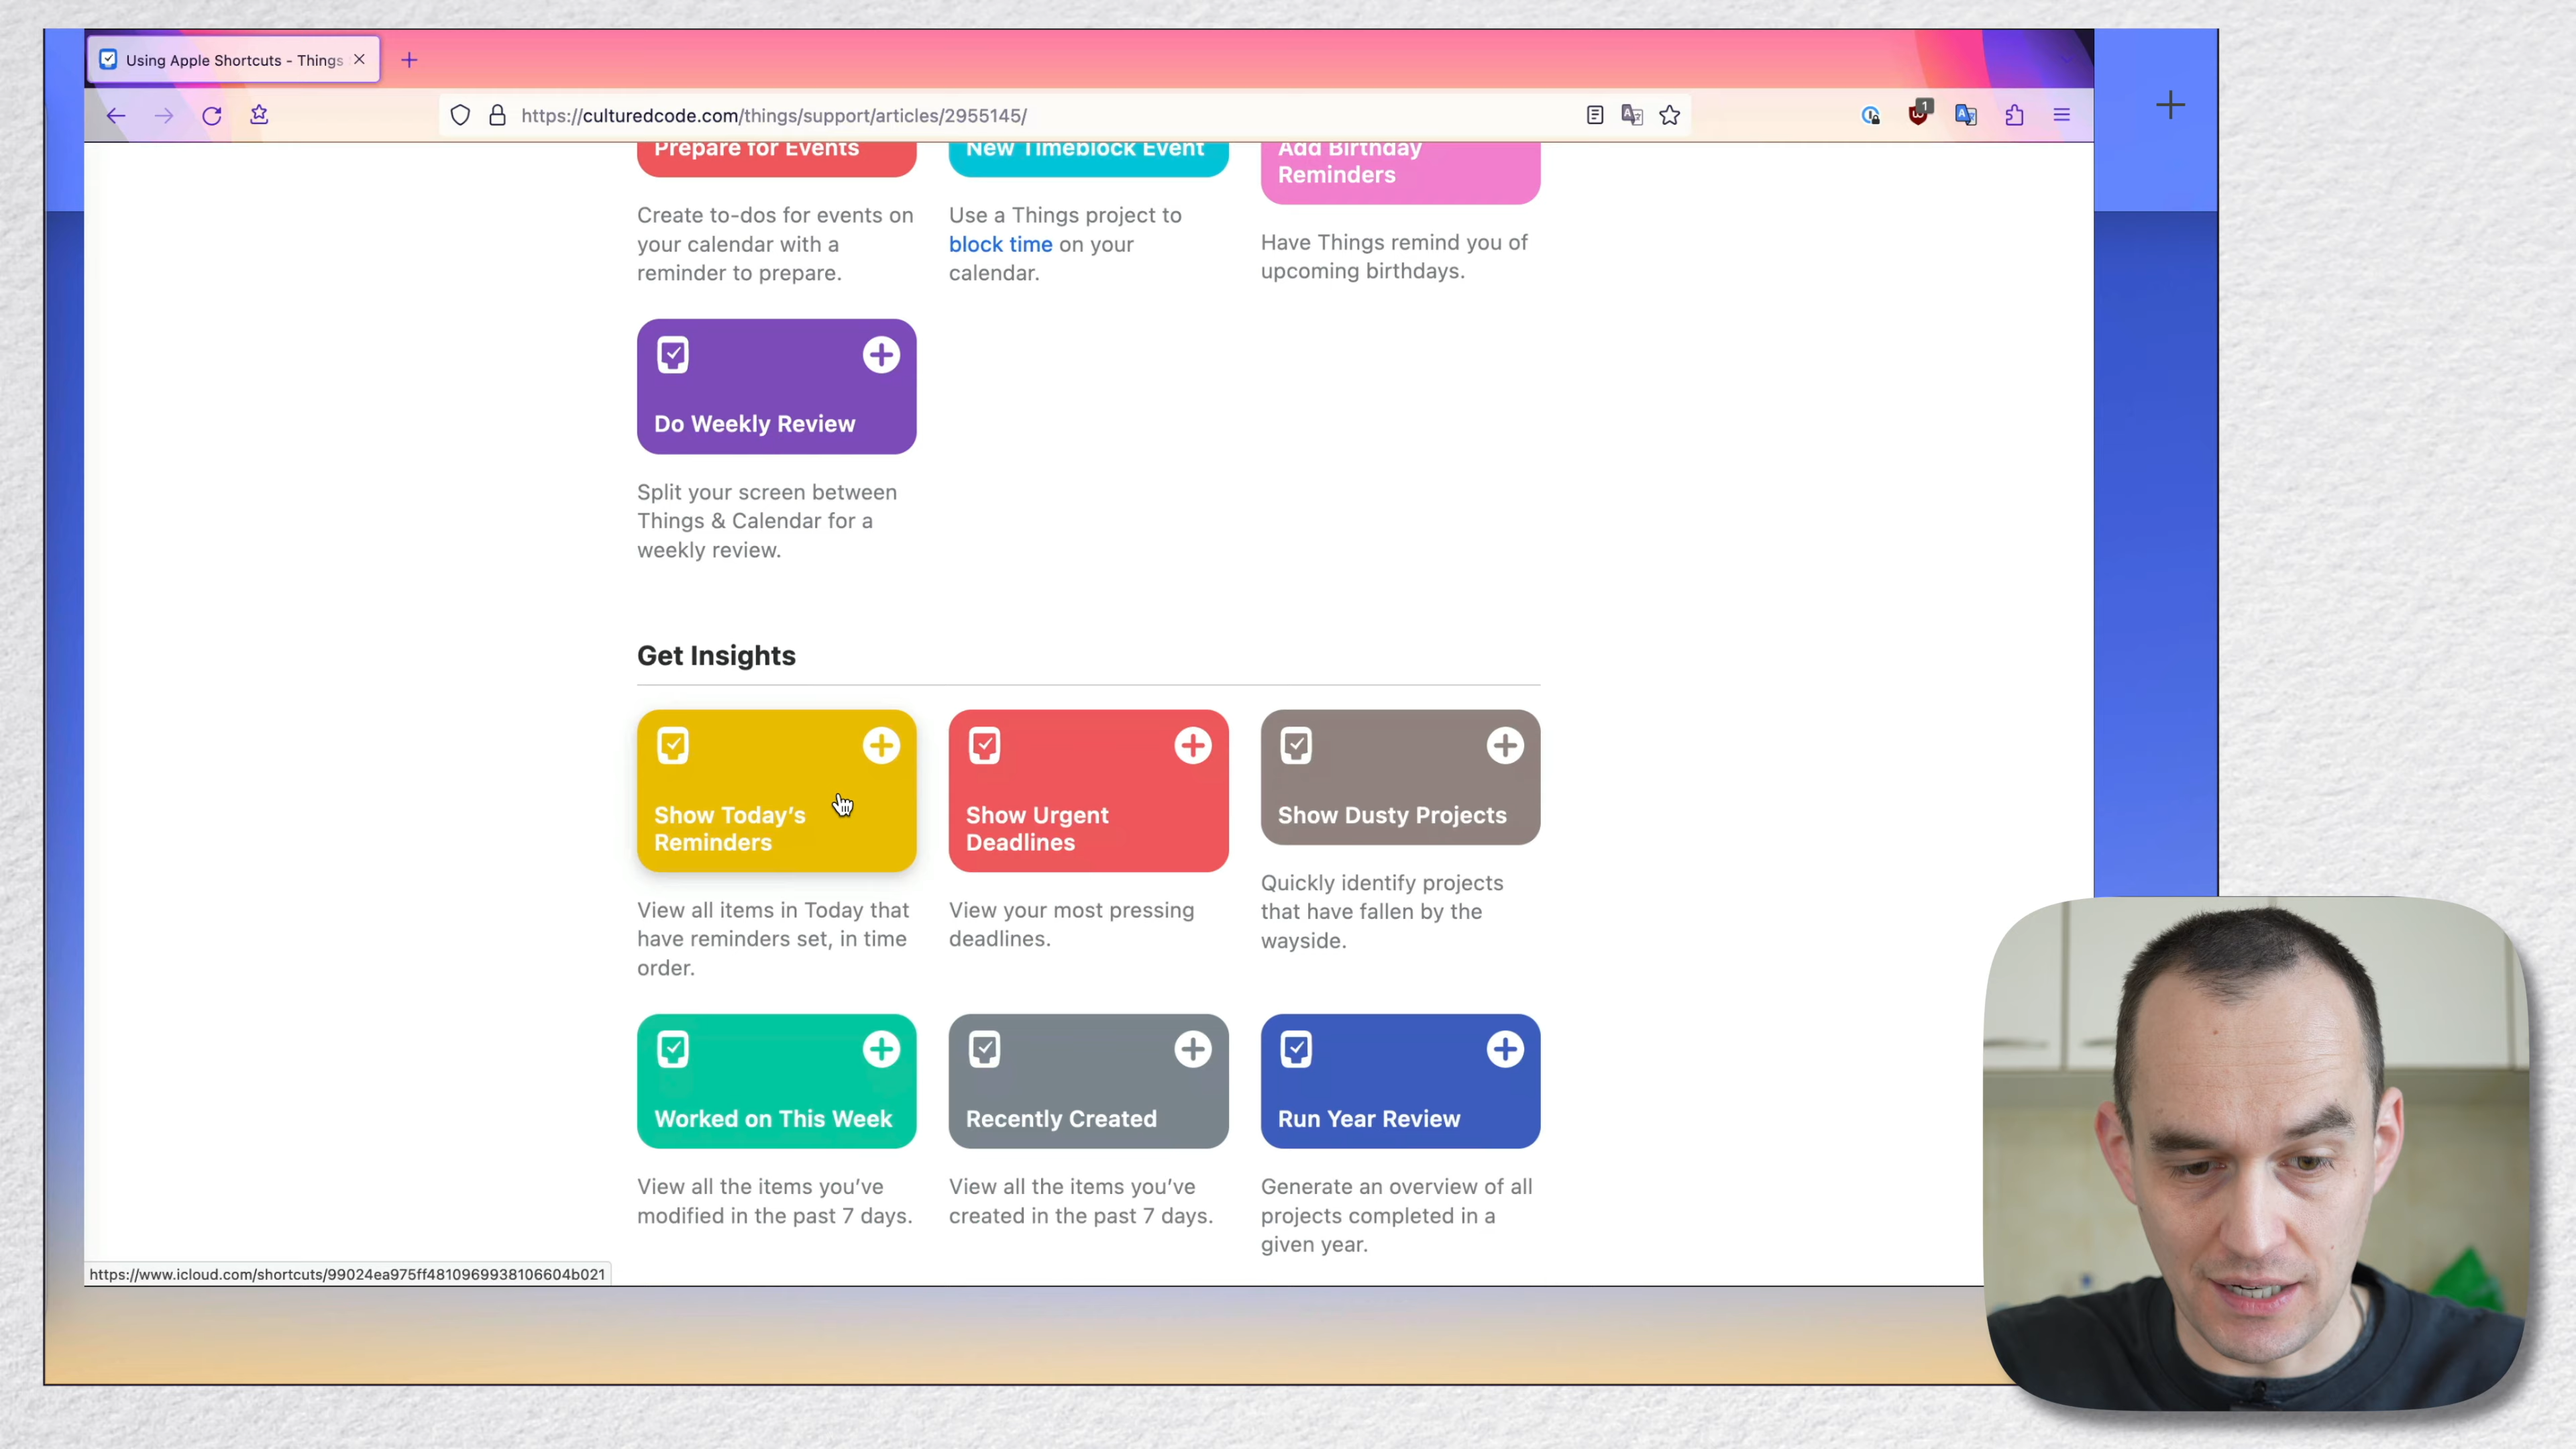 Using Apple Shortcuts - Things
https://culturedcode.com/things/support/articles/2955145/
1
Prepare for Events
New Timeblock Event
Add Birthday
Reminders
Create to-dos for events on
your calendar with a
reminder to prepare.
Use a Things project to
block time on your
calendar.
Have Things remind you of
upcoming birthdays.
Do Weekly Review
Split your screen between
Things & Calendar for a
weekly review.
Get Insights
Show Today’s
Reminders
Show Urgent
Deadlines
Show Dusty Projects
View all items in Today that
have reminders set, in time
order.
View your most pressing
deadlines.
Quickly identify projects
that have fallen by the
wayside.
Worked on This Week
Recently Created
Run Year Review
View all the items you’ve
modified in the past 7 days.
View all the items you’ve
created in the past 7 days.
Generate an overview of all
projects completed in a
given year.
https://www.icloud.com/shortcuts/99024ea975ff4810969938106604b021